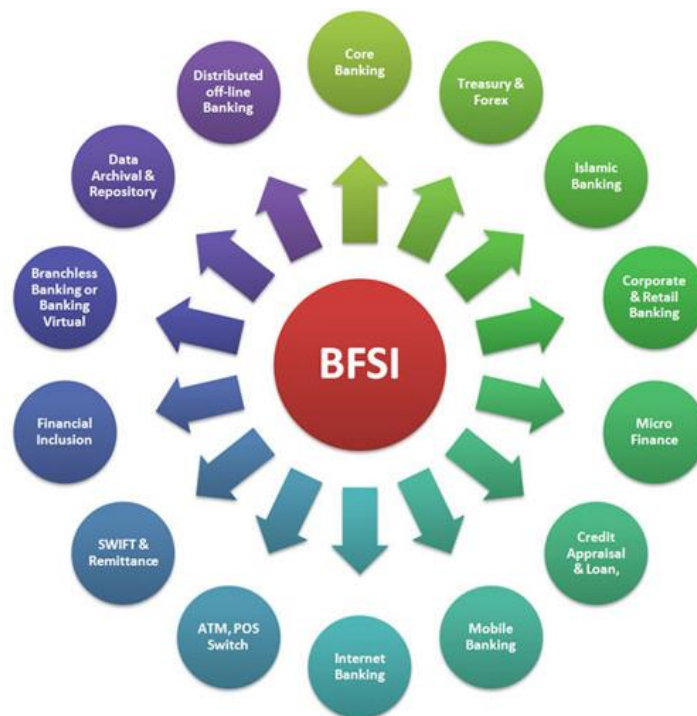 BFSI
Core
Banking
Treasury &
Forex
Islamic
Banking
Corporate
& Retail
Banking
Micro
Finance
Credit
Appraisal
& Loan,
Mobile
Banking
Internet
Banking
ATM, POS
Switch
SWIFT &
Remittance
Financial
Inclusion
Branchless
Banking or
Banking
Virtual
Data
Archival &
Repository
Distributed
off-line
Banking